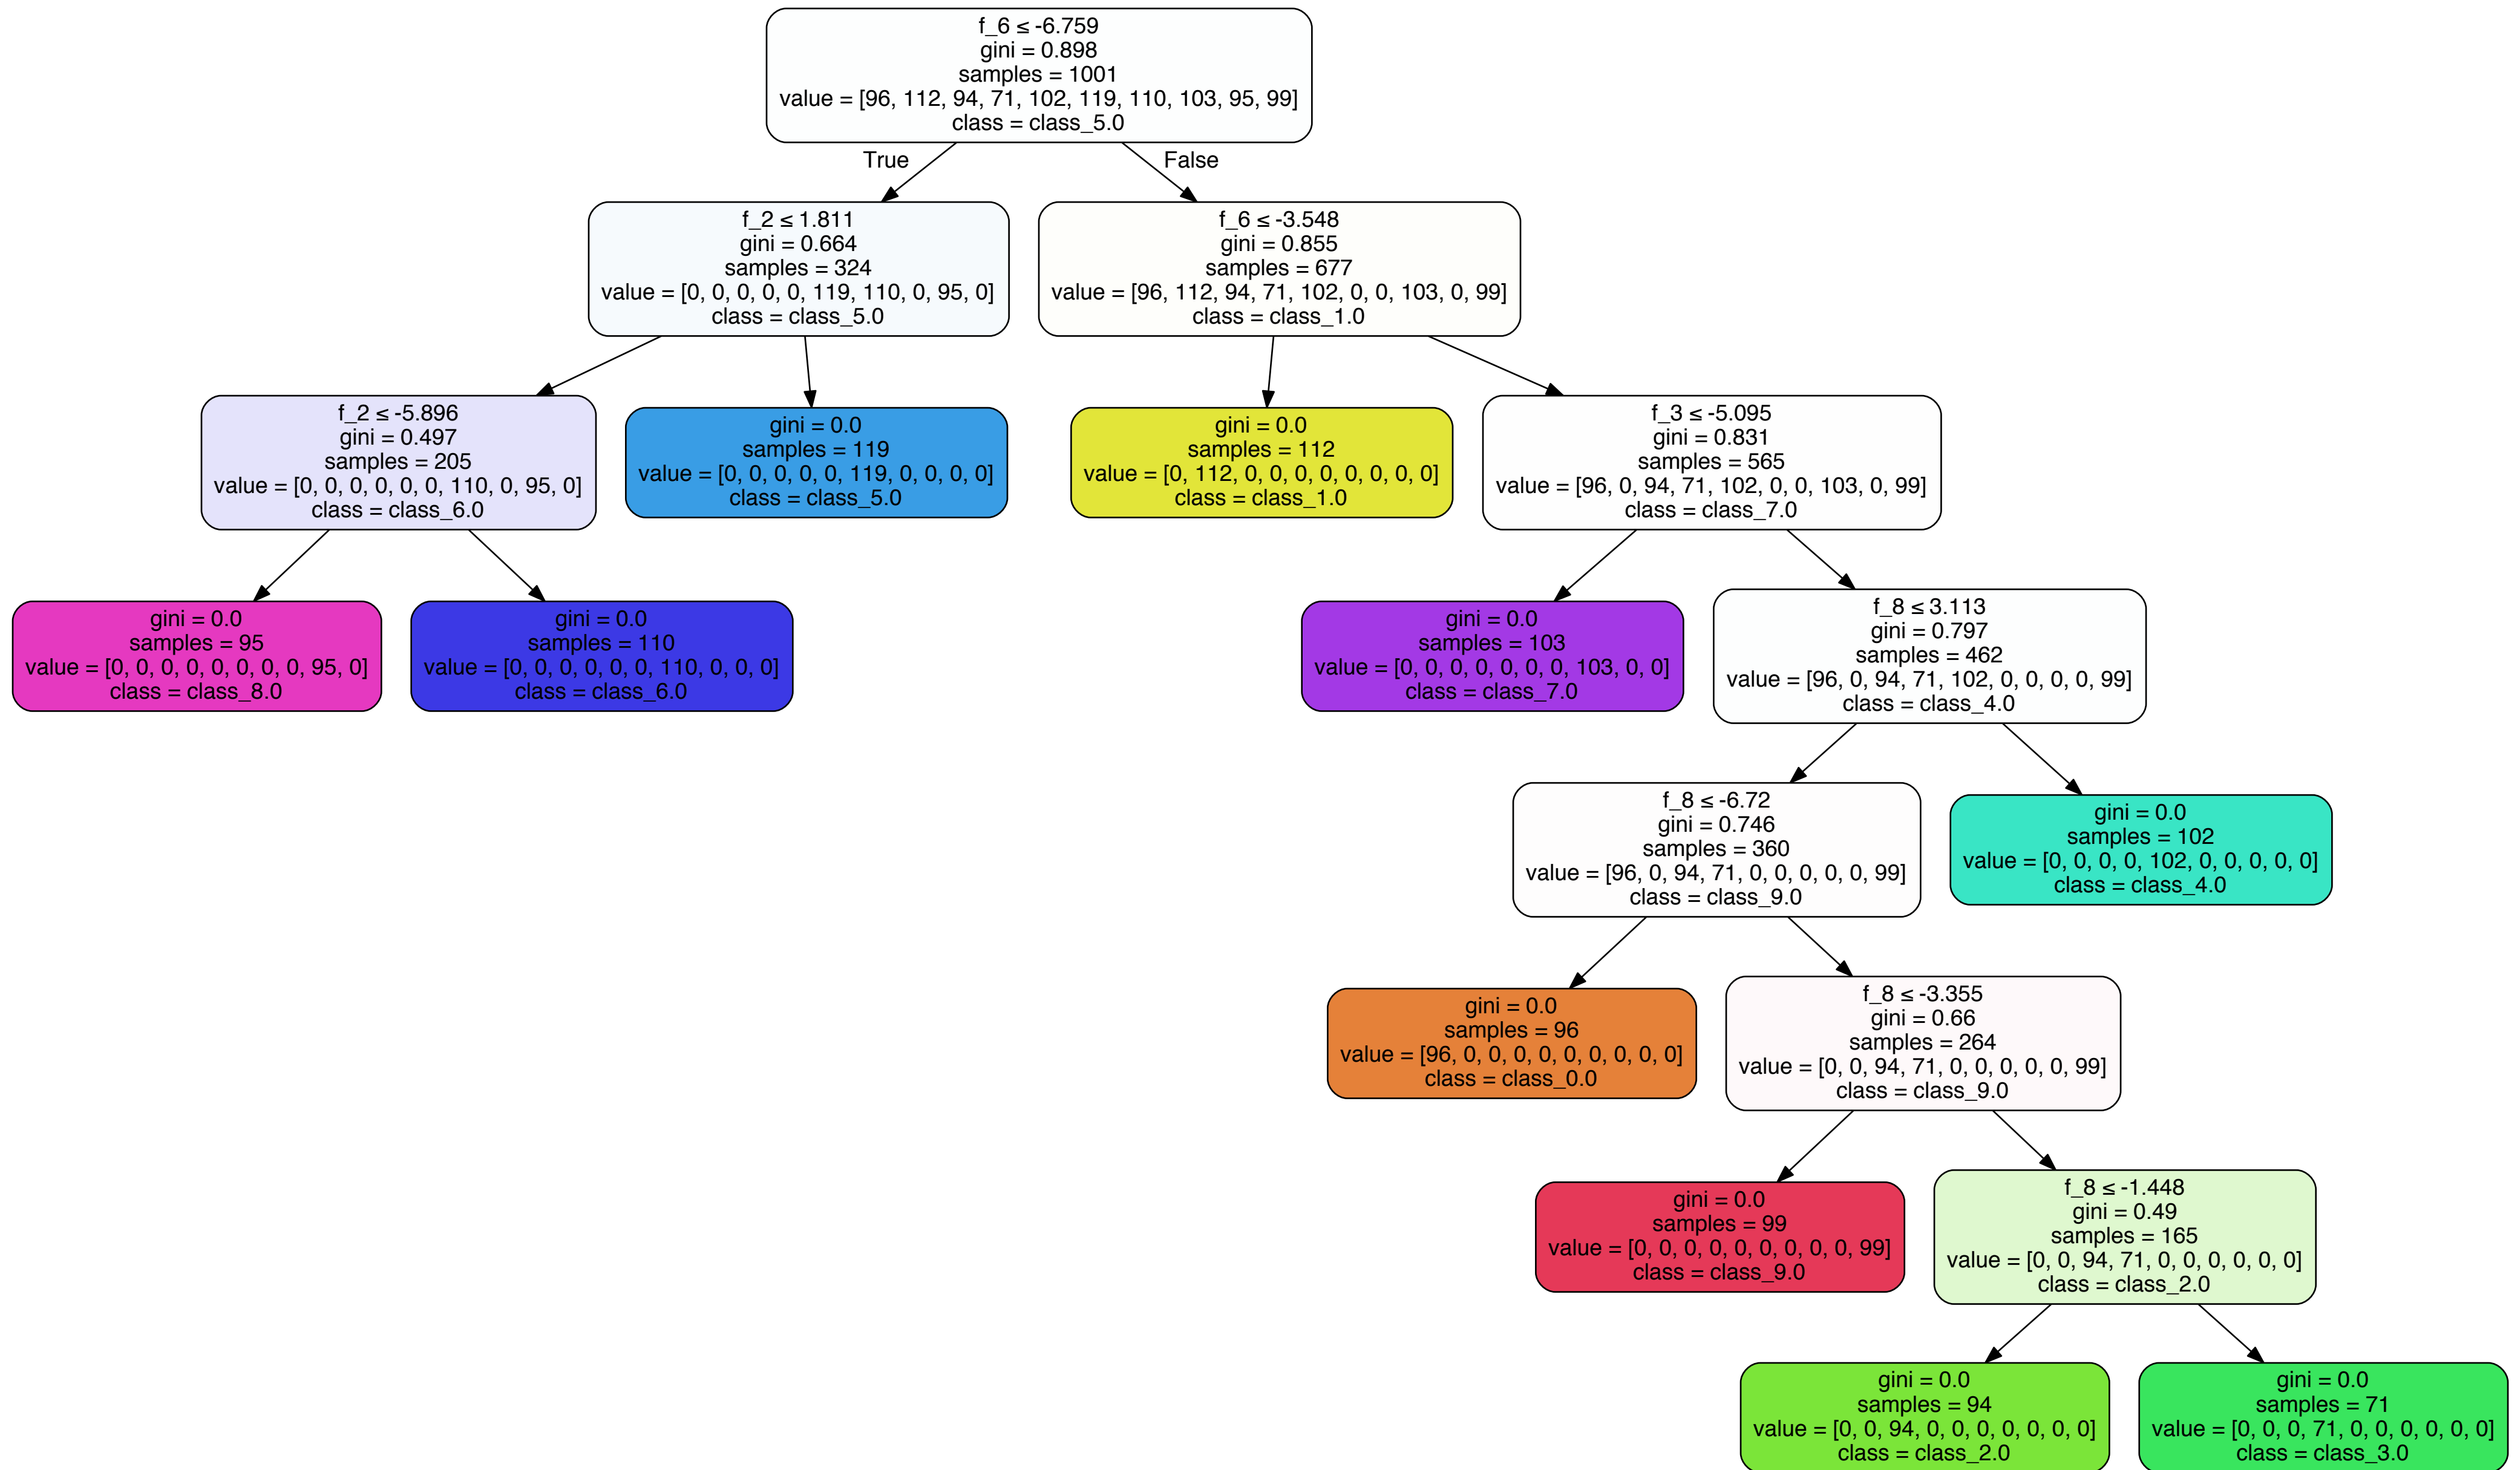 f_6 ≤ -6.759
gini = 0.898
samples = 1001
value = [96, 112, 94, 71, 102, 119, 110, 103, 95, 99]
class = class_5.0
True
False
f_2 ≤ 1.811
gini = 0.664
samples = 324
value = [0, 0, 0, 0, 0, 119, 110, 0, 95, 0]
class = class_5.0
f_6 ≤ -3.548
gini = 0.855
samples = 677
value = [96, 112, 94, 71, 102, 0, 0, 103, 0, 99]
class = class_1.0
f_2 ≤ -5.896
gini = 0.497
samples = 205
value = [0, 0, 0, 0, 0, 0, 110, 0, 95, 0]
class = class_6.0
gini = 0.0
samples = 119
value = [0, 0, 0, 0, 0, 119, 0, 0, 0, 0]
class = class_5.0
gini = 0.0
samples = 112
value = [0, 112, 0, 0, 0, 0, 0, 0, 0, 0]
class = class_1.0
f_3 ≤ -5.095
gini = 0.831
samples = 565
value = [96, 0, 94, 71, 102, 0, 0, 103, 0, 99]
class = class_7.0
gini = 0.0
samples = 95
value = [0, 0, 0, 0, 0, 0, 0, 0, 95, 0]
class = class_8.0
gini = 0.0
samples = 110
value = [0, 0, 0, 0, 0, 0, 110, 0, 0, 0]
class = class_6.0
gini = 0.0
samples = 103
value = [0, 0, 0, 0, 0, 0, 0, 103, 0, 0]
class = class_7.0
f_8 ≤ 3.113
gini = 0.797
samples = 462
value = [96, 0, 94, 71, 102, 0, 0, 0, 0, 99]
class = class_4.0
f_8 ≤ -6.72
gini = 0.746
samples = 360
value = [96, 0, 94, 71, 0, 0, 0, 0, 0, 99]
class = class_9.0
gini = 0.0
samples = 102
value = [0, 0, 0, 0, 102, 0, 0, 0, 0, 0]
class = class_4.0
gini = 0.0
samples = 96
value = [96, 0, 0, 0, 0, 0, 0, 0, 0, 0]
class = class_0.0
f_8 ≤ -3.355
gini = 0.66
samples = 264
value = [0, 0, 94, 71, 0, 0, 0, 0, 0, 99]
class = class_9.0
gini = 0.0
samples = 99
value = [0, 0, 0, 0, 0, 0, 0, 0, 0, 99]
class = class_9.0
f_8 ≤ -1.448
gini = 0.49
samples = 165
value = [0, 0, 94, 71, 0, 0, 0, 0, 0, 0]
class = class_2.0
gini = 0.0
samples = 94
value = [0, 0, 94, 0, 0, 0, 0, 0, 0, 0]
class = class_2.0
gini = 0.0
samples = 71
value = [0, 0, 0, 71, 0, 0, 0, 0, 0, 0]
class = class_3.0